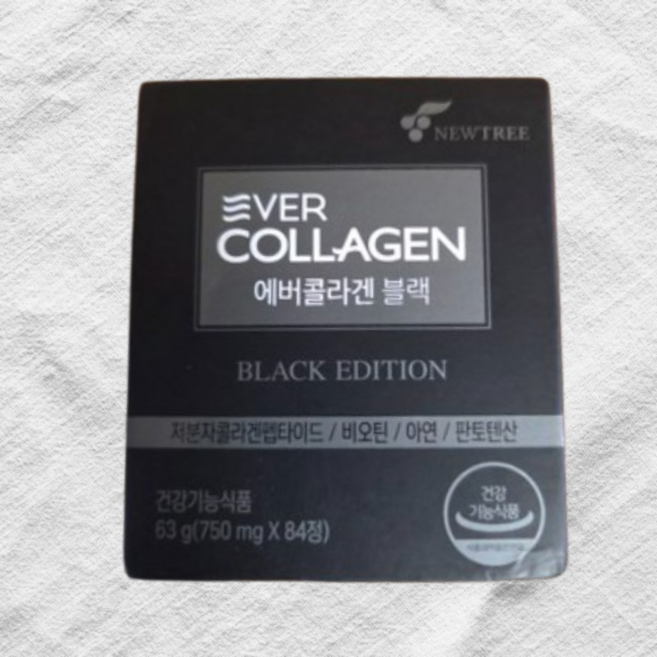 NEWTREE
EVER
COLLAGEN
에버콜라겐 블랙
BLACK EDITION
저분자콜라겐펩타이드 / 비오틴 / 아연 / 판토텐산
건강기능식품
63 g(750 mg X 84정)
건강
기능식품